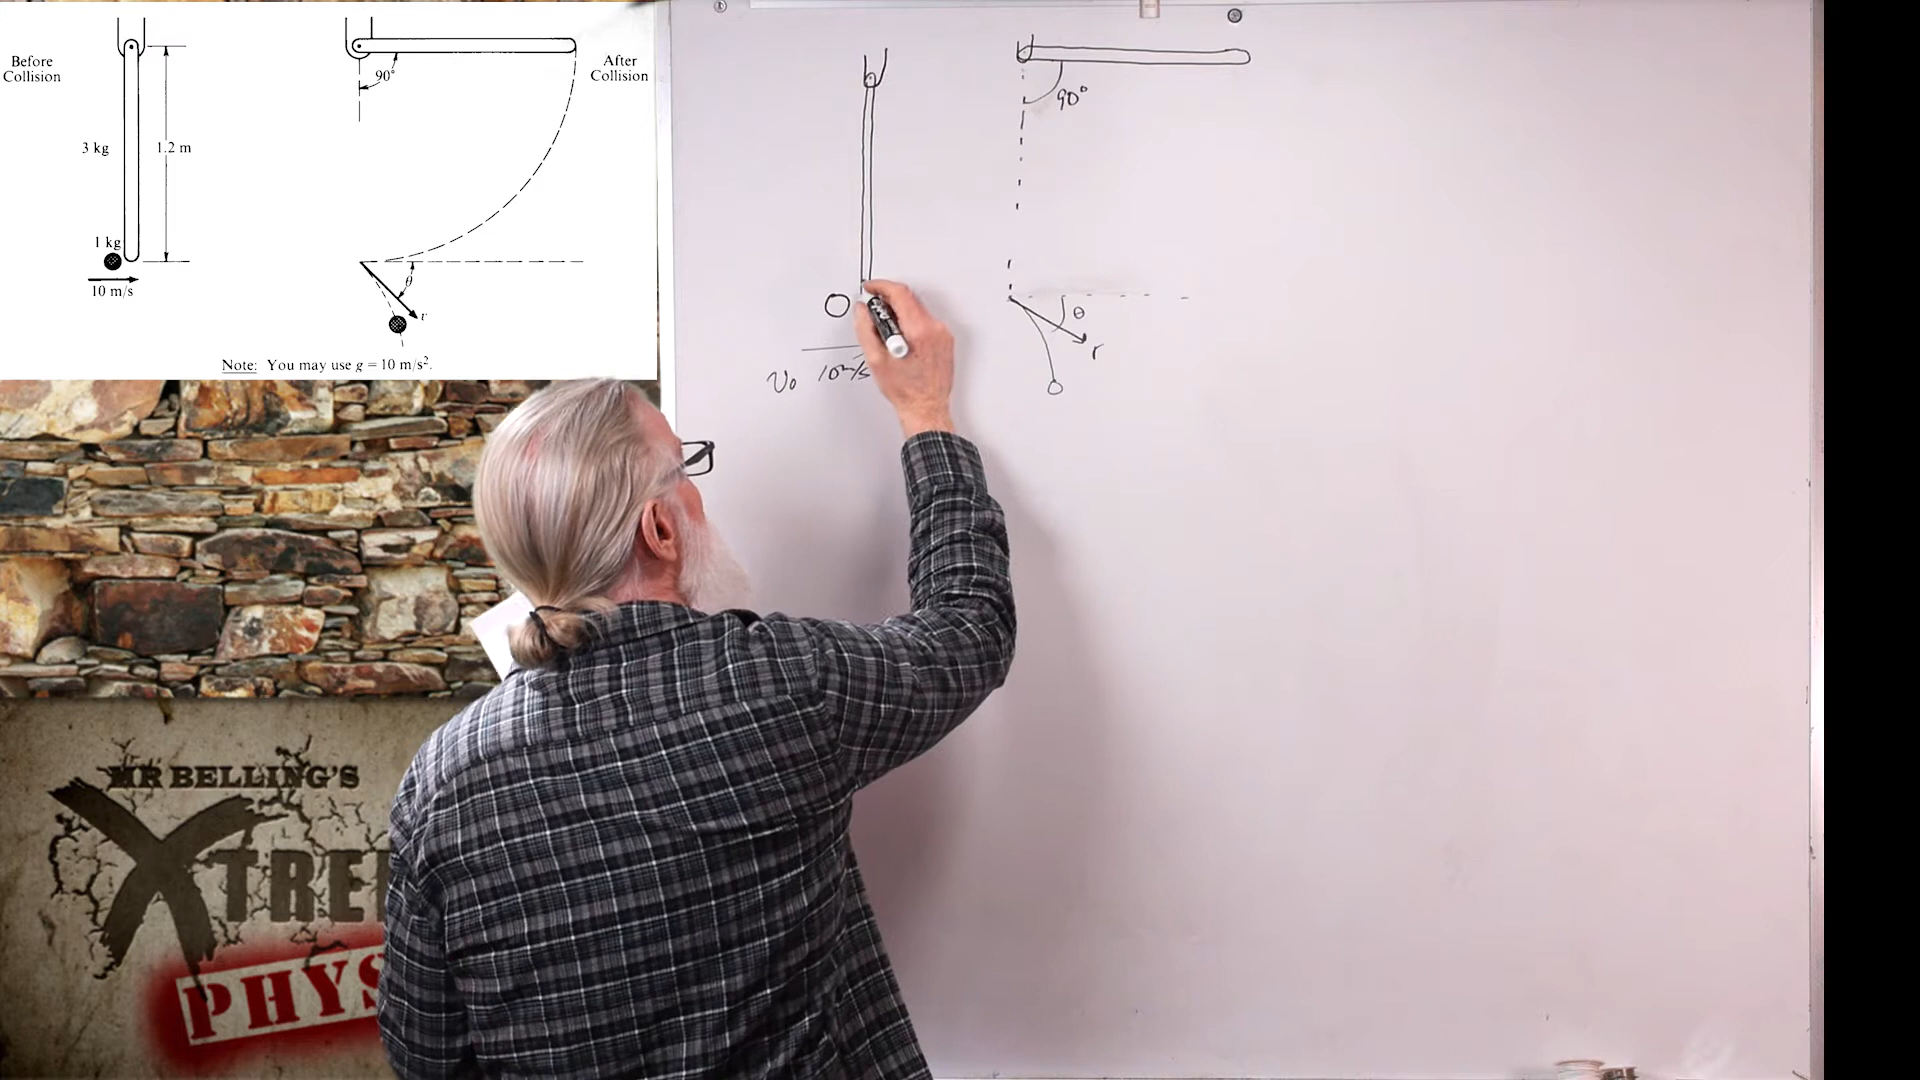 Before
Collision
90°
After
Collision
3 kg
1.2 m
1 kg
10 m/s
θ
v
Note: You may use g = 10 m/s².
90°
θ
v
v₀ 10 m/s
MR BELLING'S
XTRE
PHYS